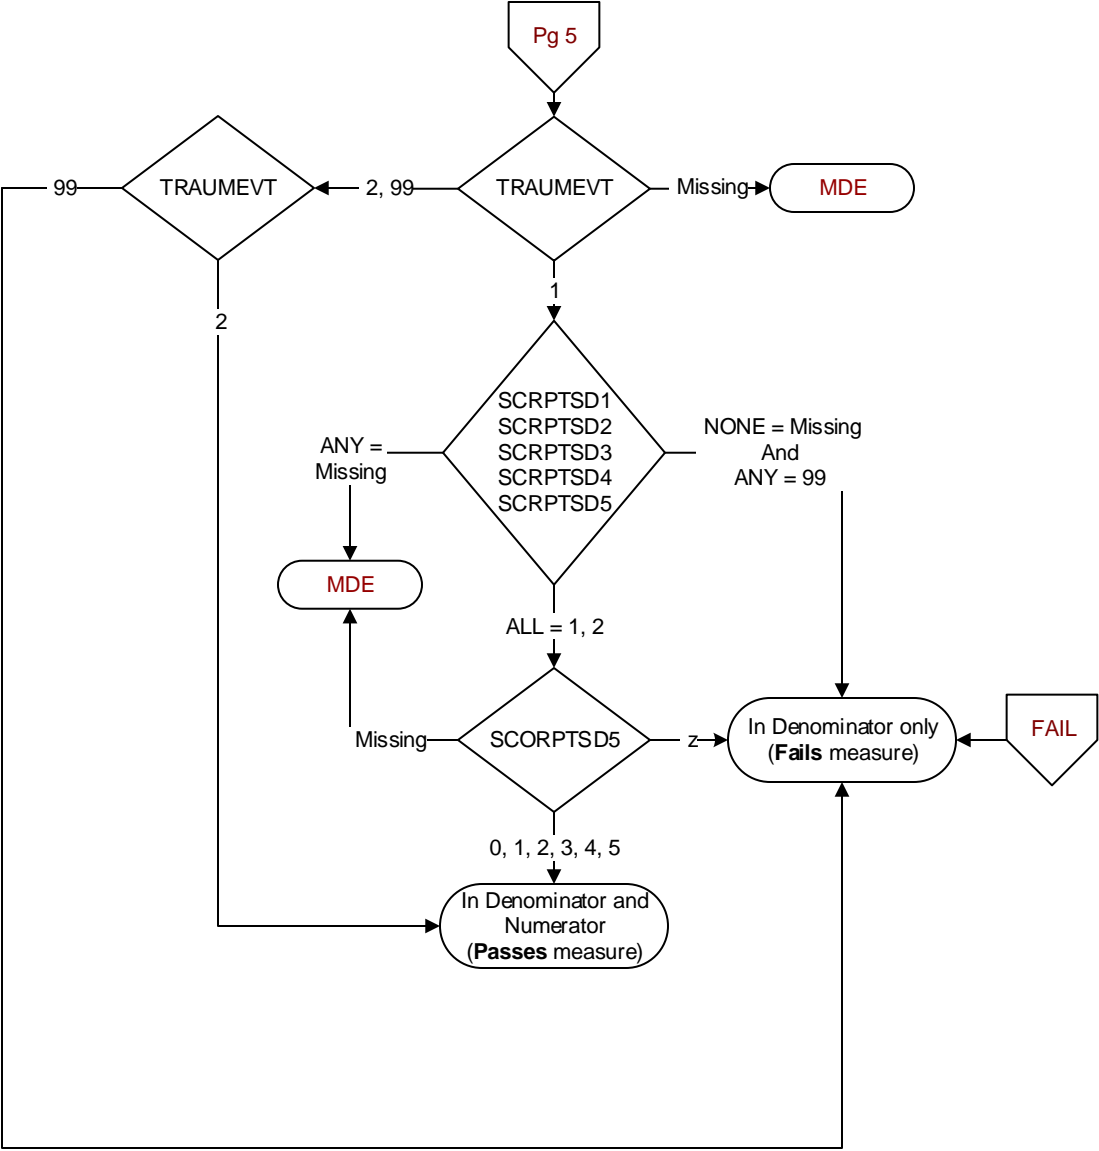 Pg 5
99
TRAUMEVT
2, 99
TRAUMEVT
Missing
MDE
1
2
SCRPTSD1
SCRPTSD2
SCRPTSD3
SCRPTSD4
SCRPTSD5
ANY =
Missing
NONE = Missing
And
ANY = 99
MDE
ALL = 1, 2
Missing
SCORPTSD5
z
In Denominator only
(Fails measure)
FAIL
0, 1, 2, 3, 4, 5
In Denominator and
Numerator
(Passes measure)